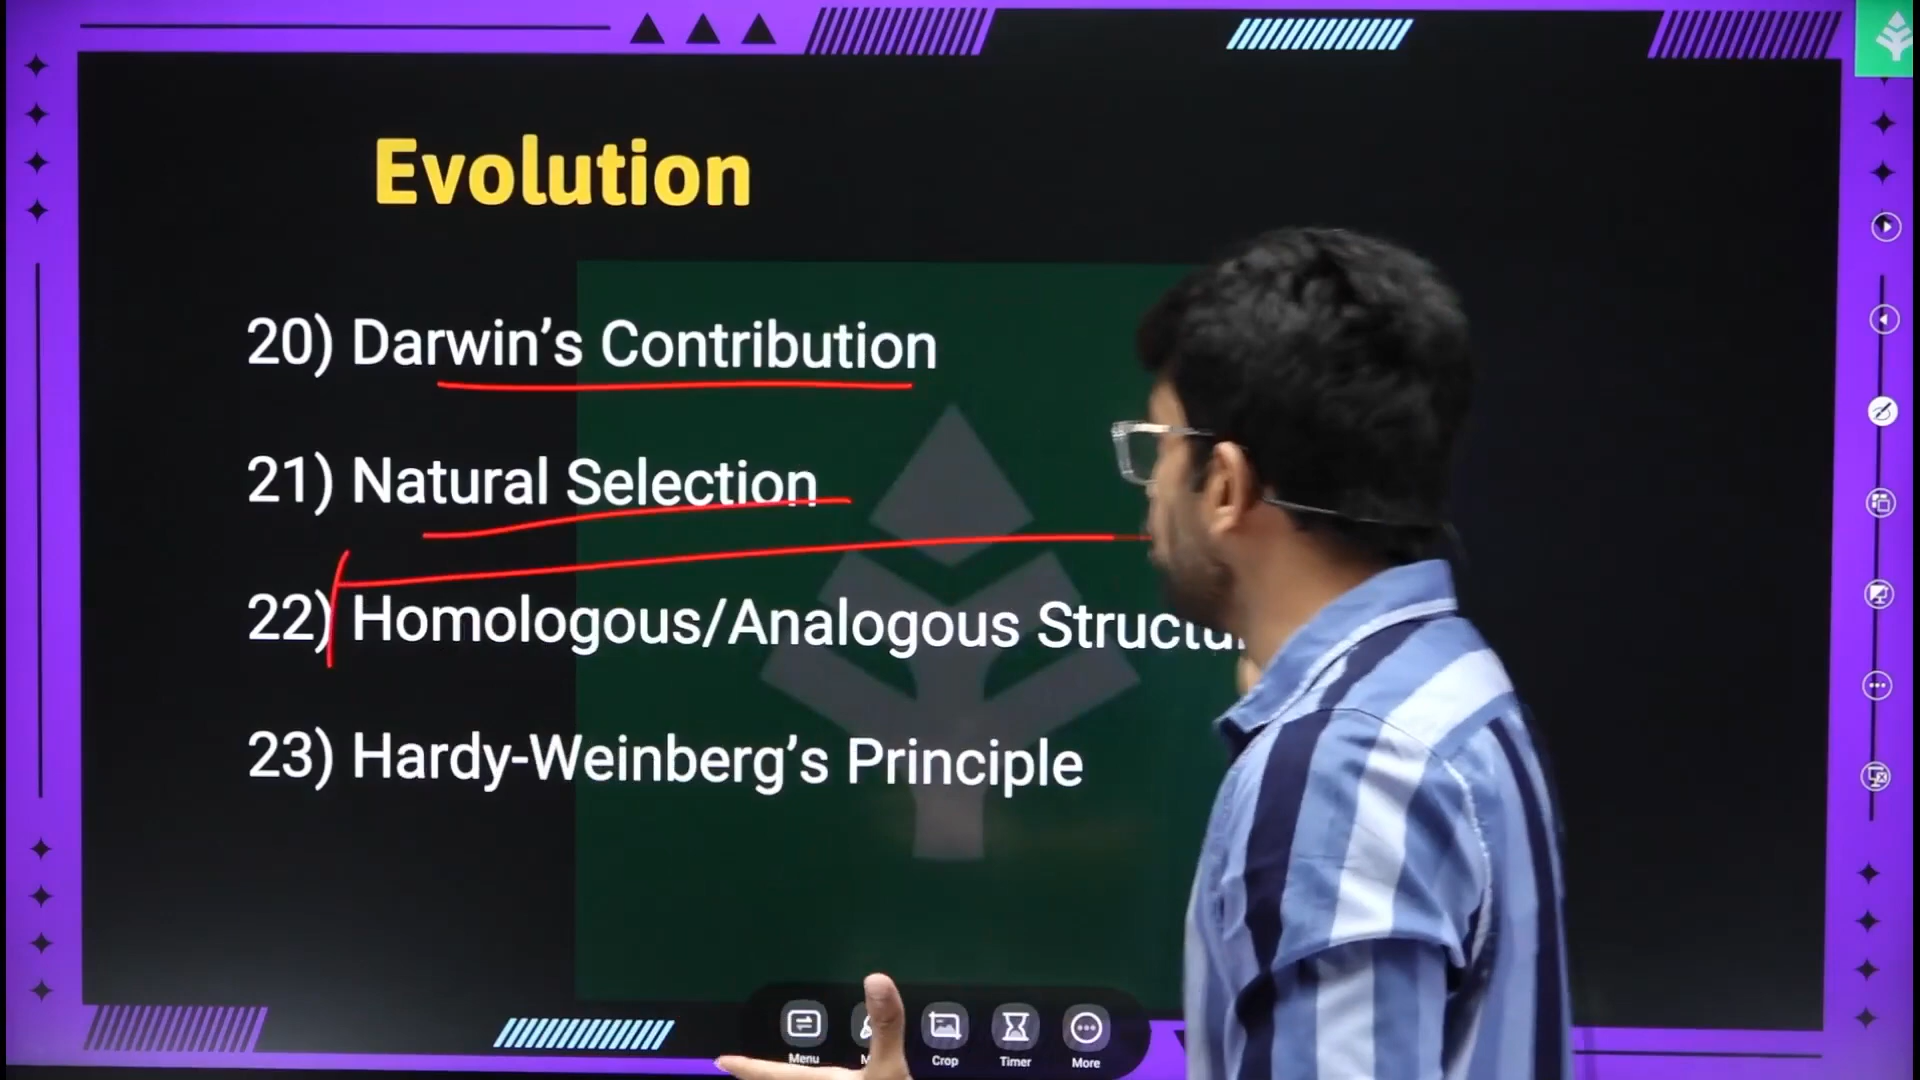 Evolution
20) Darwin’s Contribution
21) Natural Selection
22) Homologous/Analogous
23) Hardy-Weinberg’s Principle
Menu
Crop
Timer
More